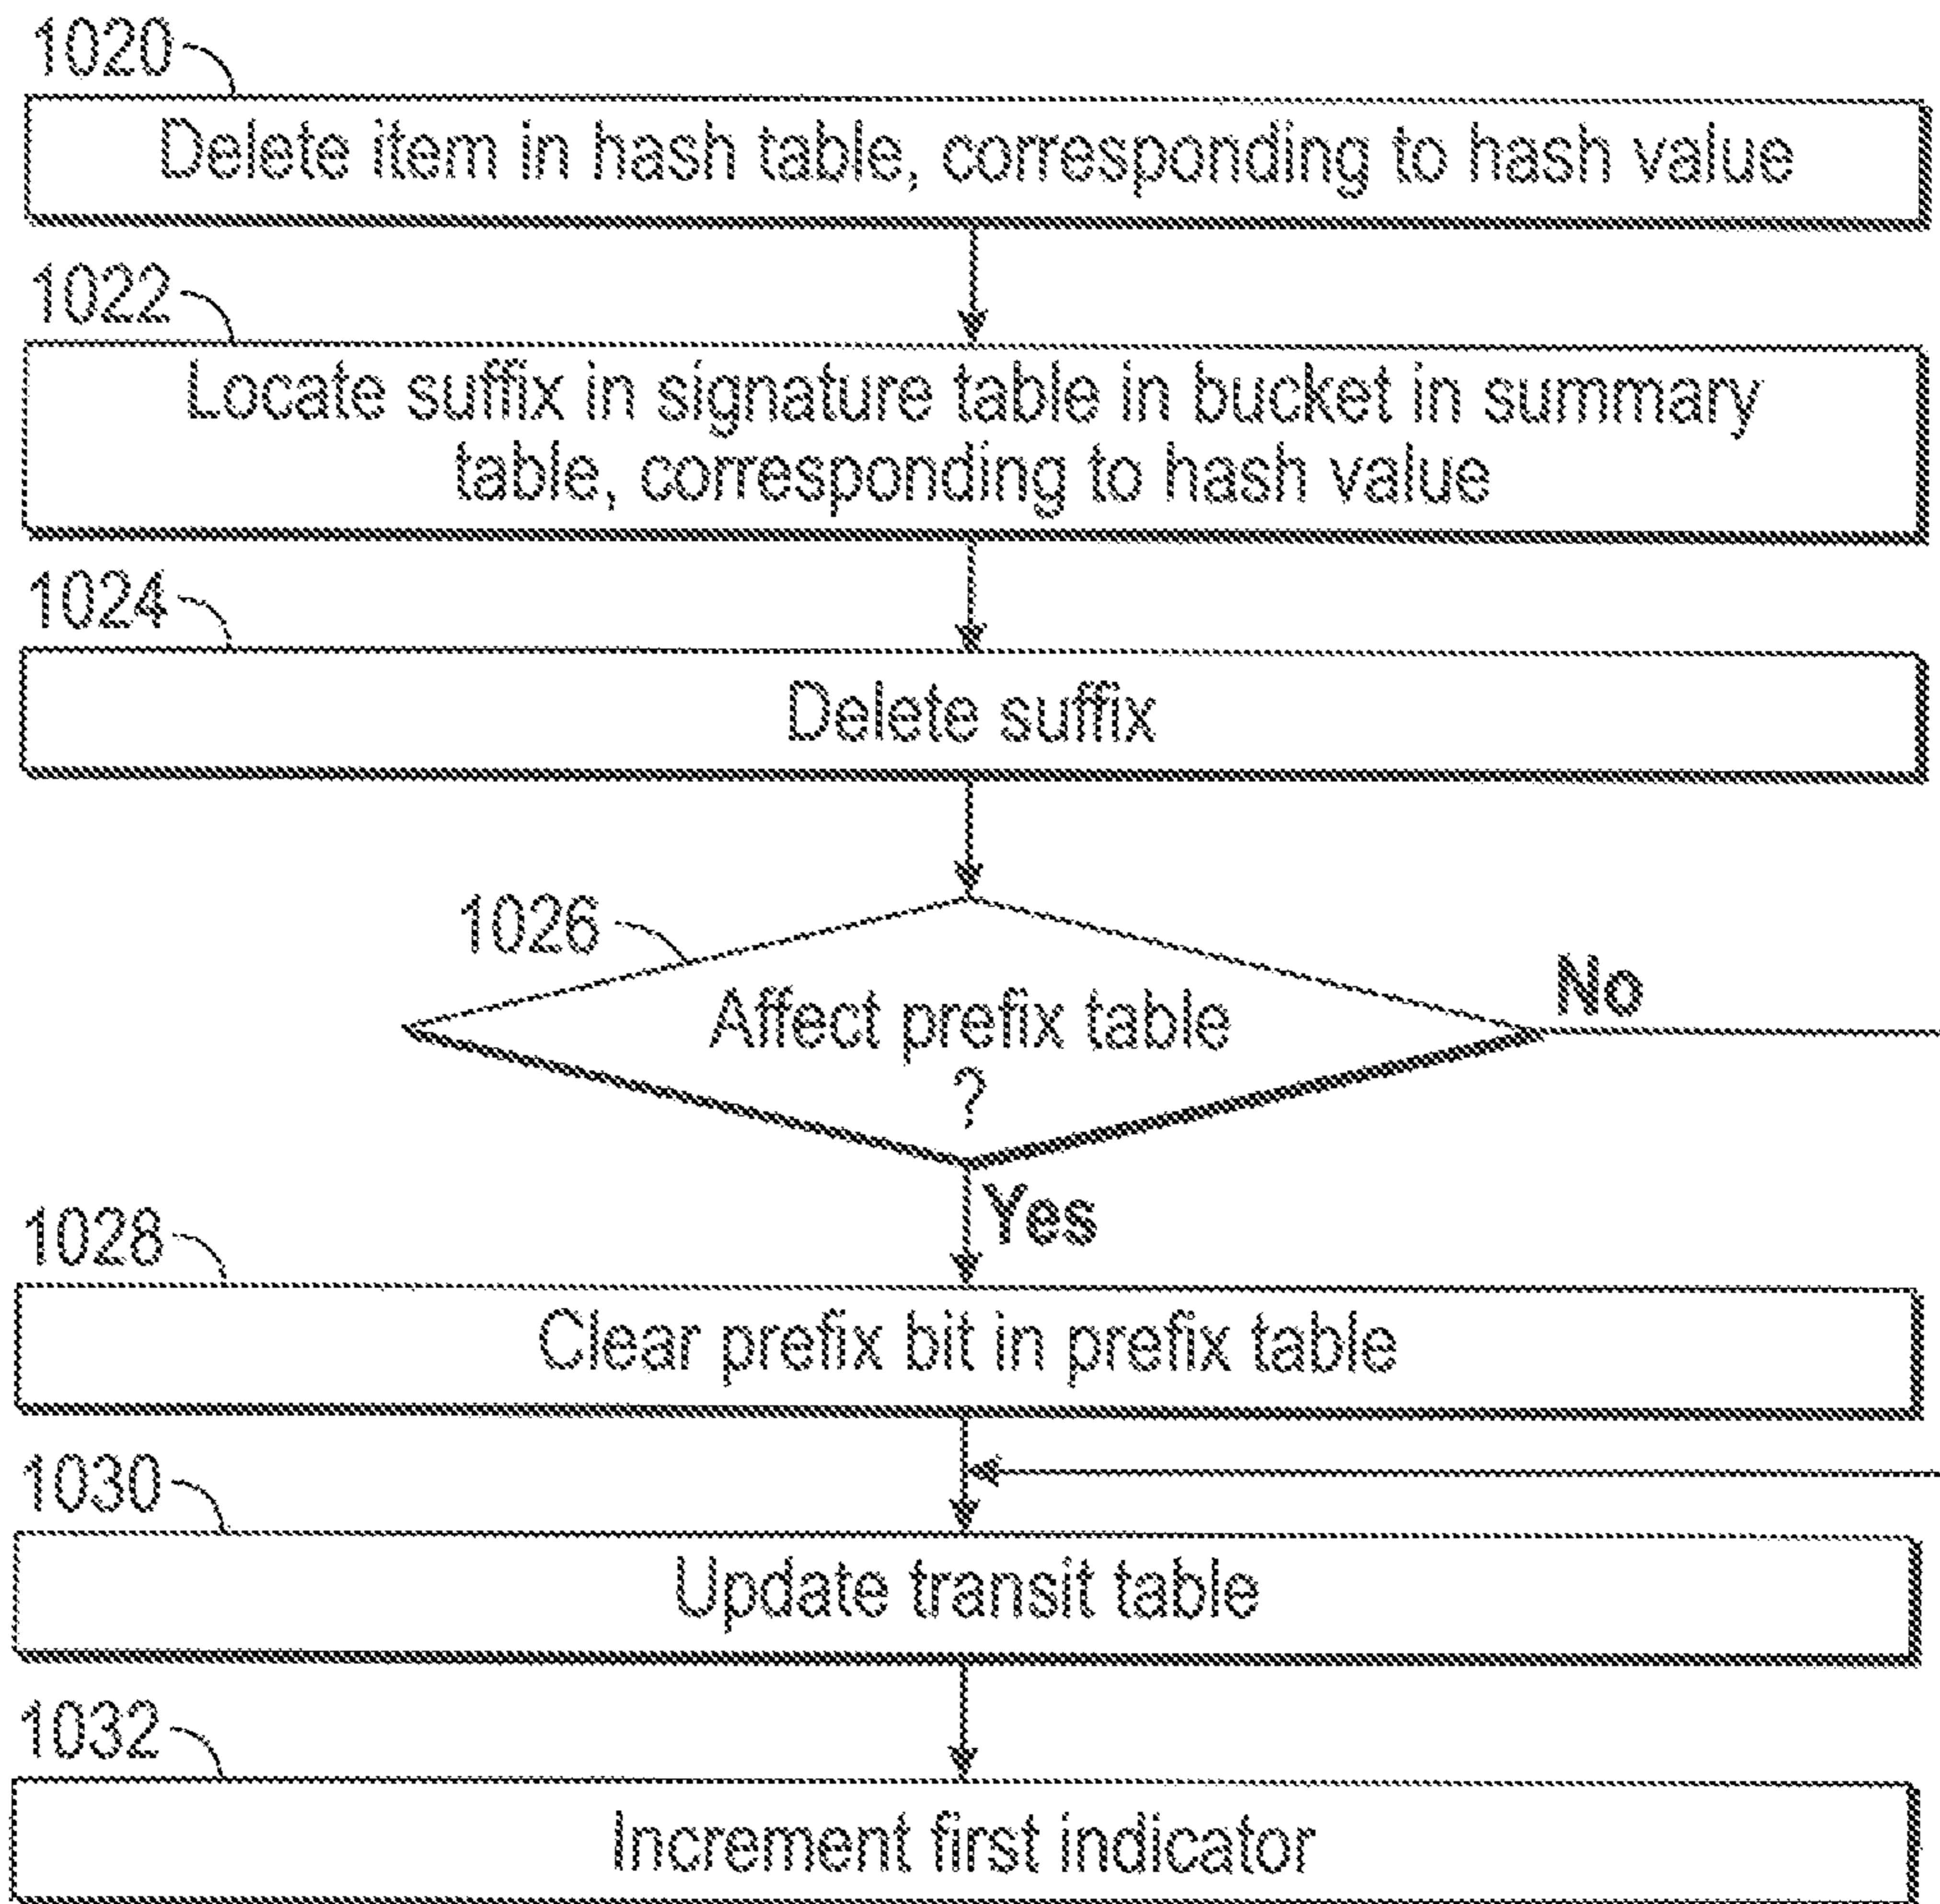 1020
Delete item in hash table, corresponding to hash value
1022
Locate suffix in signature table in bucket in summary
table, corresponding to hash value
1024
Delete suffix
1026
Affect prefix table
?
No
Yes
1028
Clear prefix bit in prefix table
1030
Update transit table
1032
Increment first indicator